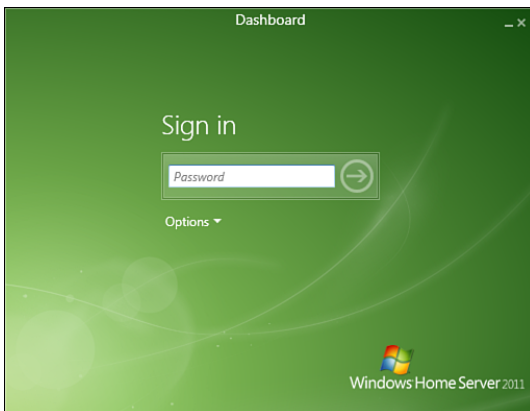 Dashboard
Sign in
Password
Options
Windows Home Server 2011